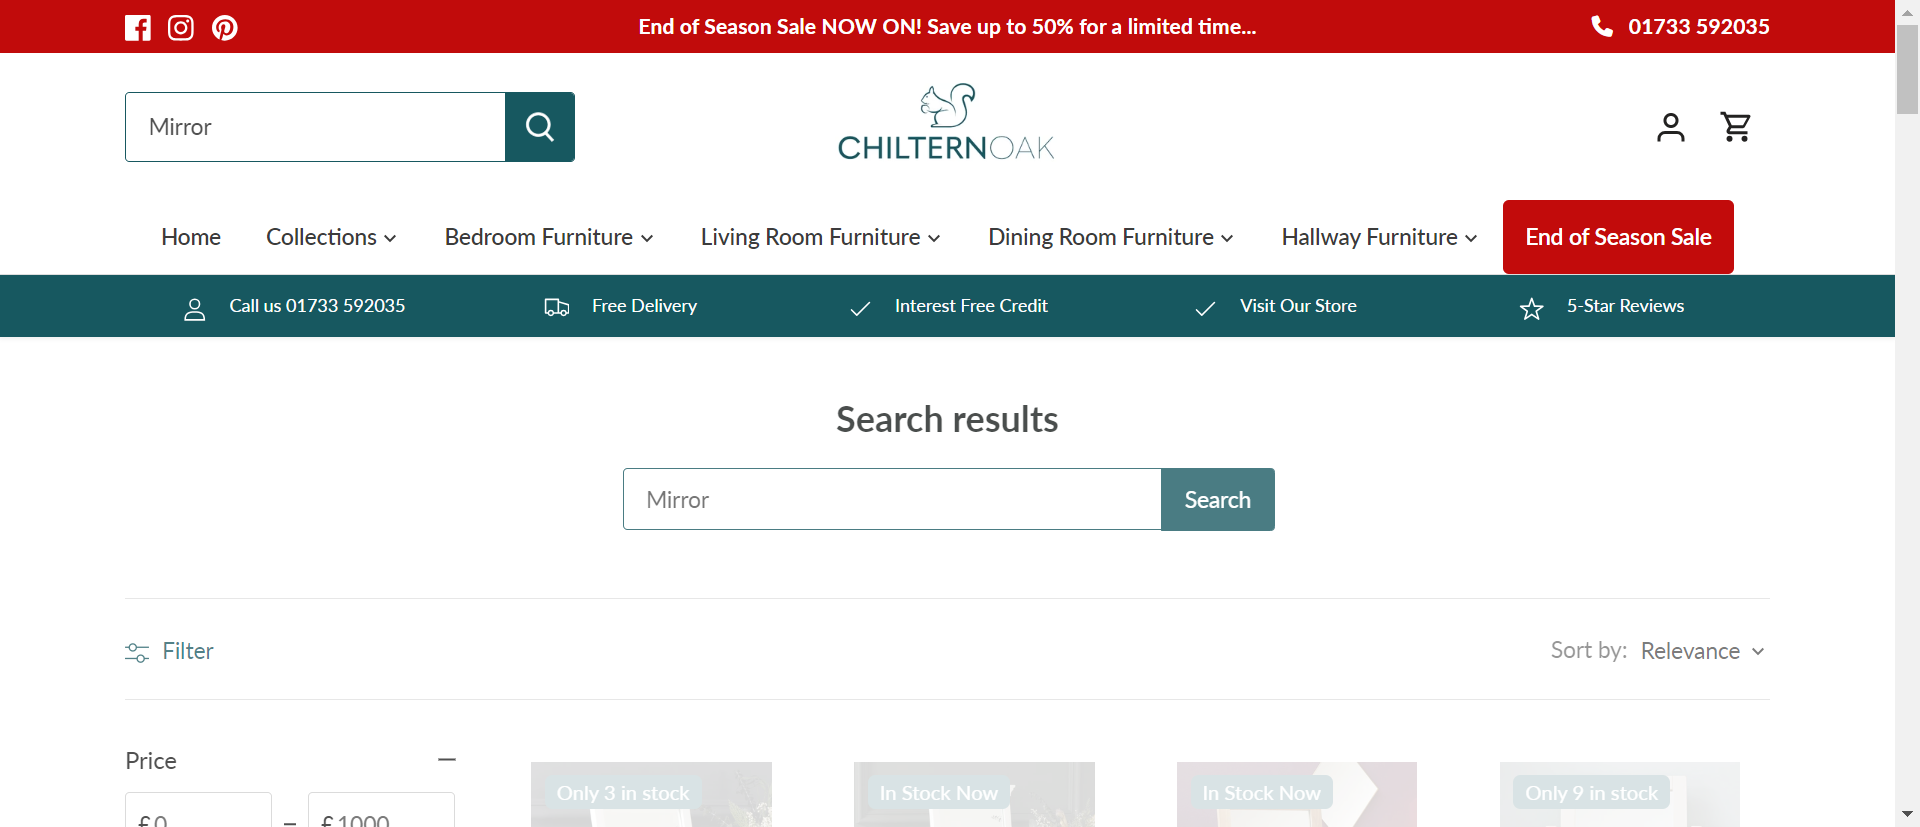 End of Season Sale NOW ON! Save up to 50% for a limited time...
01733 592035
Mirror
CHILTERNOAK
Home
Collections
Bedroom Furniture
Living Room Furniture
Dining Room Furniture
Hallway Furniture
End of Season Sale
Call us 01733 592035
Free Delivery
Interest Free Credit
Visit Our Store
5-Star Reviews
Search results
Mirror
Search
Filter
Sort by: Relevance
Price
£ 0 – £ 1000
Only 3 in stock
In Stock Now
In Stock Now
Only 9 in stock